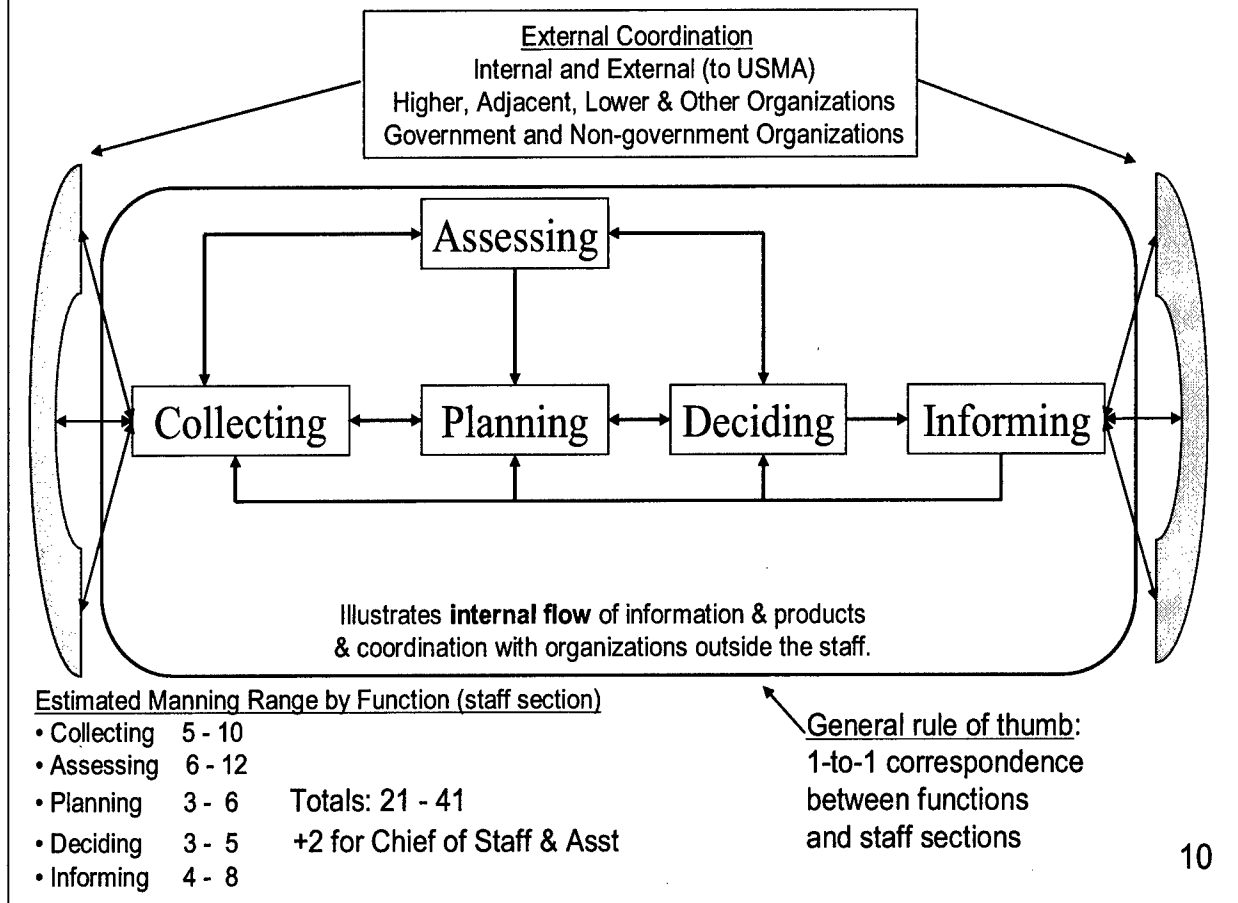 External Coordination
Internal and External (to USMA)
Higher, Adjacent, Lower & Other Organizations
Government and Non-government Organizations
Assessing
Collecting
Planning
Deciding
Informing
Illustrates internal flow of information & products
& coordination with organizations outside the staff.
Estimated Manning Range by Function (staff section)
• Collecting 5 - 10
• Assessing 6 - 12
• Planning 3 - 6
• Deciding 3 - 5
• Informing 4 - 8
Totals: 21 - 41
+2 for Chief of Staff & Asst
General rule of thumb:
1-to-1 correspondence
between functions
and staff sections
10